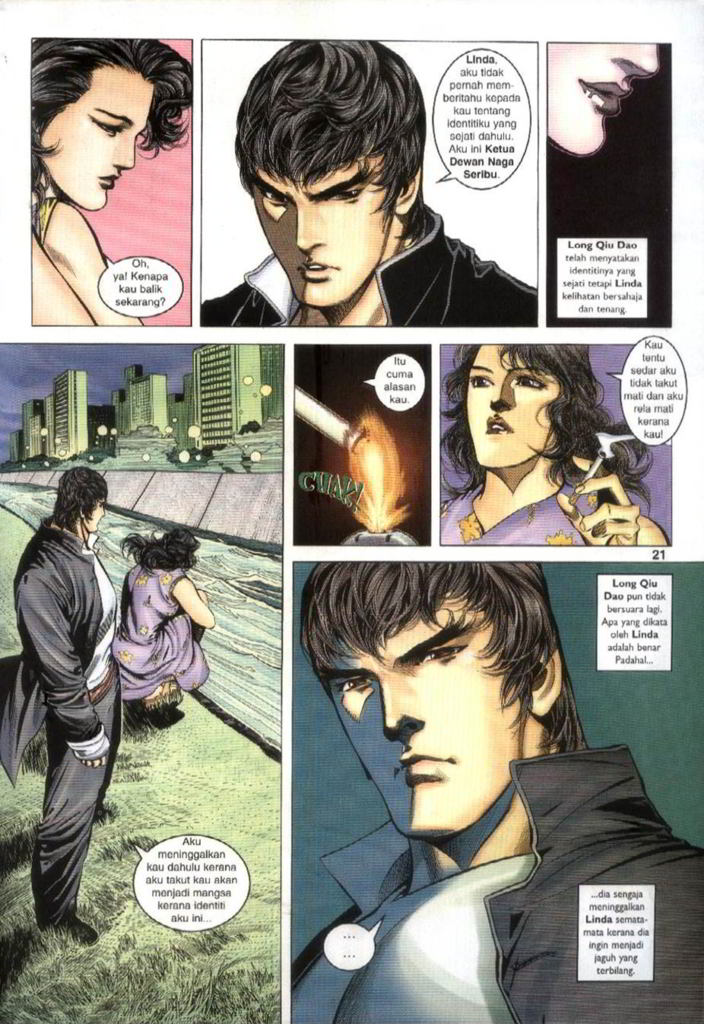 Oh,
ya! Kenapa
kau balik
sekarang?
Linda,
aku tidak
pernah mem-
beritahu kepada
kau tentang
identitiku yang
sejati dahulu.
Aku ini Ketua
Dewan Naga
Seribu.
Long Qiu Dao
telah menyatakan
identitinya yang
sejati tetapi Linda
kelihatan bersahaja
dan tenang.
Aku
meninggalkan
kau dahulu kerana
aku takut kau akan
menjadi mangsa
kerana identiti
aku ini...
Itu
cuma
alasan
kau.
CHAK!
Kau
tentu
sedar aku
tidak takut
mati dan aku
rela mati
kerana
kau!
21
Long Qiu
Dao pun tidak
bersuara lagi.
Apa yang dikata
oleh Linda
adalah benar
Padahal...
...
...
...dia sengaja
meninggalkan
Linda semata-
mata kerana dia
ingin menjadi
jaguh yang
terbilang.